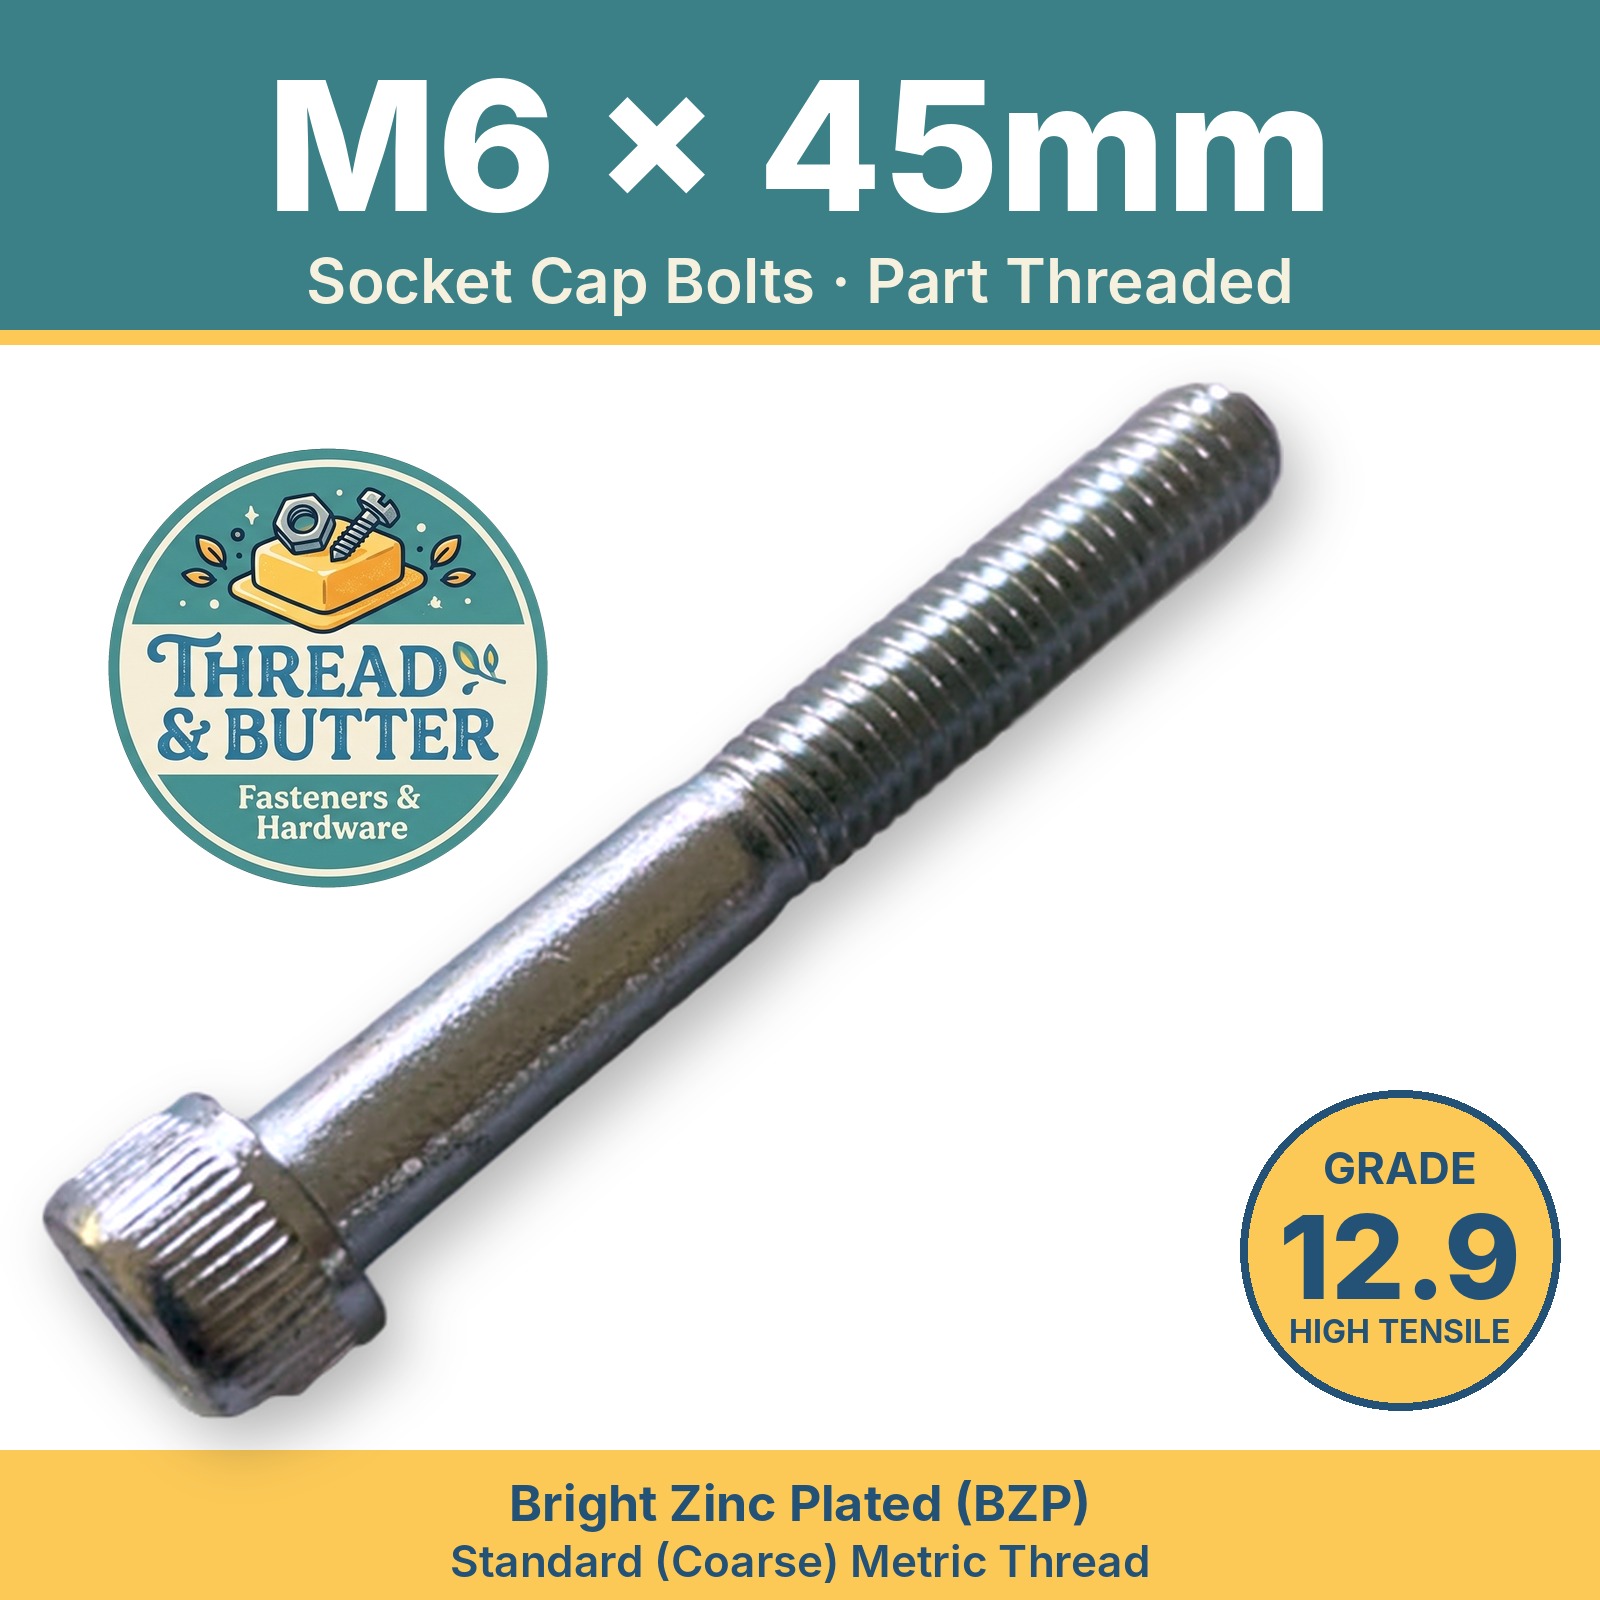 M6 × 45mm
Socket Cap Bolts · Part Threaded
THREAD
& BUTTER
Fasteners &
Hardware
GRADE
12.9
HIGH TENSILE
Bright Zinc Plated (BZP)
Standard (Coarse) Metric Thread